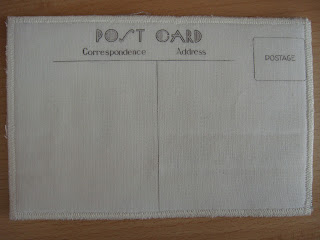 POST CARD
Correspondence Address
POSTAGE